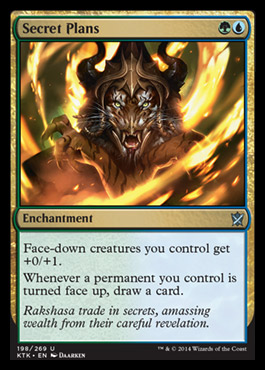 Secret Plans
Enchantment
Face-down creatures you control get
+0/+1.
Whenever a permanent you control is
turned face up, draw a card.
Rakshasa trade in secrets, amassing
wealth from their careful revelation.
198/269 U
KTK • EN Daarken
™ & © 2014 Wizards of the Coast